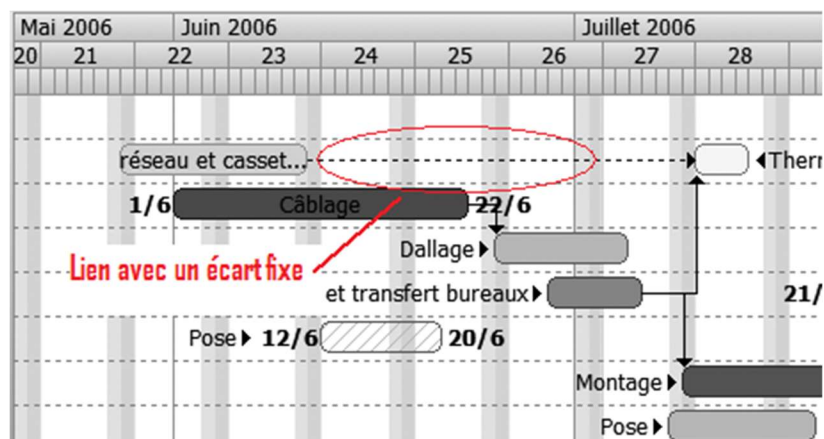 Mai 2006 Juin 2006 Juillet 2006
20 21 22 23 24 25 26 27 28
réseau et casset... Therr
1/6 Câblage 22/6
Dallage
Lien avec un écart fixe
et transfert bureaux 21/
Pose 12/6 20/6
Montage
Pose